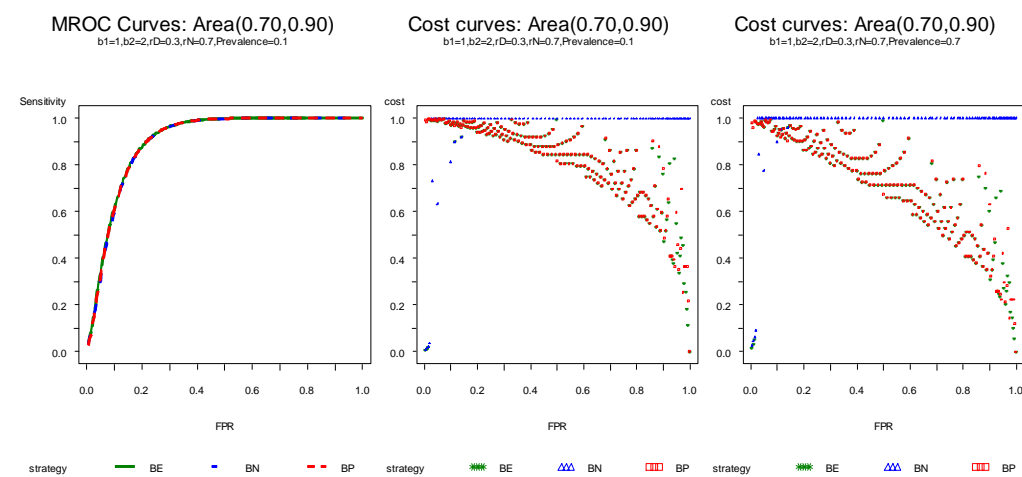 MROC Curves: Area(0.70,0.90)
b1=1,b2=2,rD=0.3,rN=0.7,Prevalence=0.1
Sensitivity
1.0
0.8
0.6
0.4
0.2
0.0
0.0 0.2 0.4 0.6 0.8 1.0
FPR
strategy BE BN BP
Cost curves: Area(0.70,0.90)
b1=1,b2=2,rD=0.3,rN=0.7,Prevalence=0.1
cost
1.0
0.8
0.6
0.4
0.2
0.0
0.0 0.2 0.4 0.6 0.8 1.0
FPR
strategy BE BN BP
Cost curves: Area(0.70,0.90)
b1=1,b2=2,rD=0.3,rN=0.7,Prevalence=0.7
cost
1.0
0.8
0.6
0.4
0.2
0.0
0.0 0.2 0.4 0.6 0.8 1.0
FPR
strategy BE BN BP